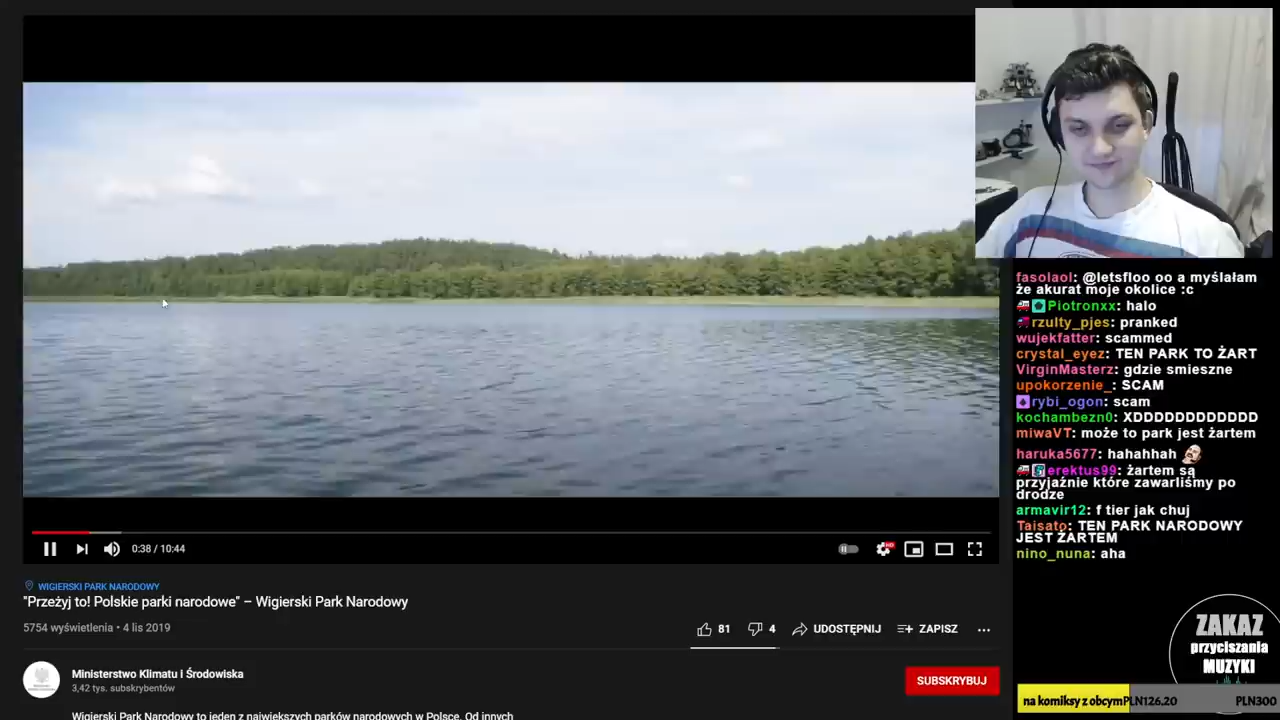 0:38 / 10:44
HD
WIGIERSKI PARK NARODOWY
"Przeżyj to! Polskie parki narodowe" – Wigierski Park Narodowy
5754 wyświetlenia • 4 lis 2019
81
4
UDOSTĘPNIJ
ZAPISZ
Ministerstwo Klimatu i Środowiska
3,42 tys. subskrybentów
SUBSKRYBUJ
Wigierski Park Narodowy to jeden z największych parków narodowych w Polsce. Od innych
fasolaol: @letsfloo oo a myślałam
że akurat moje okolice :c
Piotronxx: halo
rzulty_pjes: pranked
wujekfatter: scammed
crystal_eyez: TEN PARK TO ŻART
VirginMasterz: gdzie smieszne
upokorzenie_: SCAM
rybi_ogon: scam
kochambezn0: XDDDDDDDDDDDD
miwaVT: może to park jest żartem
haruka5677: hahahhah
erektus99: żartem są
przyjaźnie które zawarliśmy po
drodze
armavir12: f tier jak chuj
Taisato: TEN PARK NARODOWY
JEST ŻARTEM
nino_nuna: aha
ZAKAZ
przyciszania
MUZYKI
na komiksy z obcym PLN126,20 PLN300